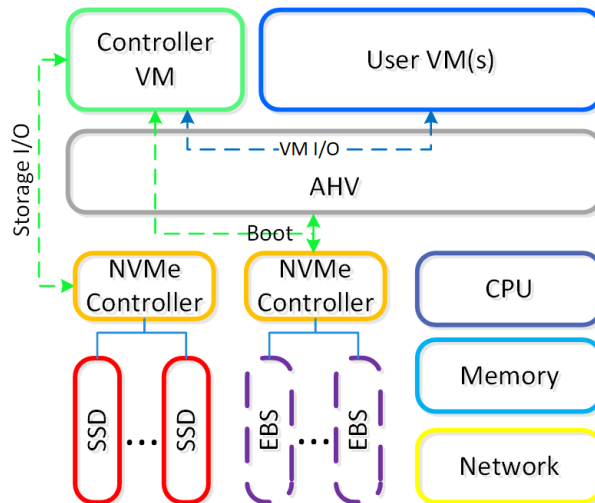 Controller
VM
User VM(s)
Storage I/O
VM I/O
AHV
Boot
NVMe
Controller
NVMe
Controller
CPU
SSD
...
SSD
EBS
...
EBS
Memory
Network